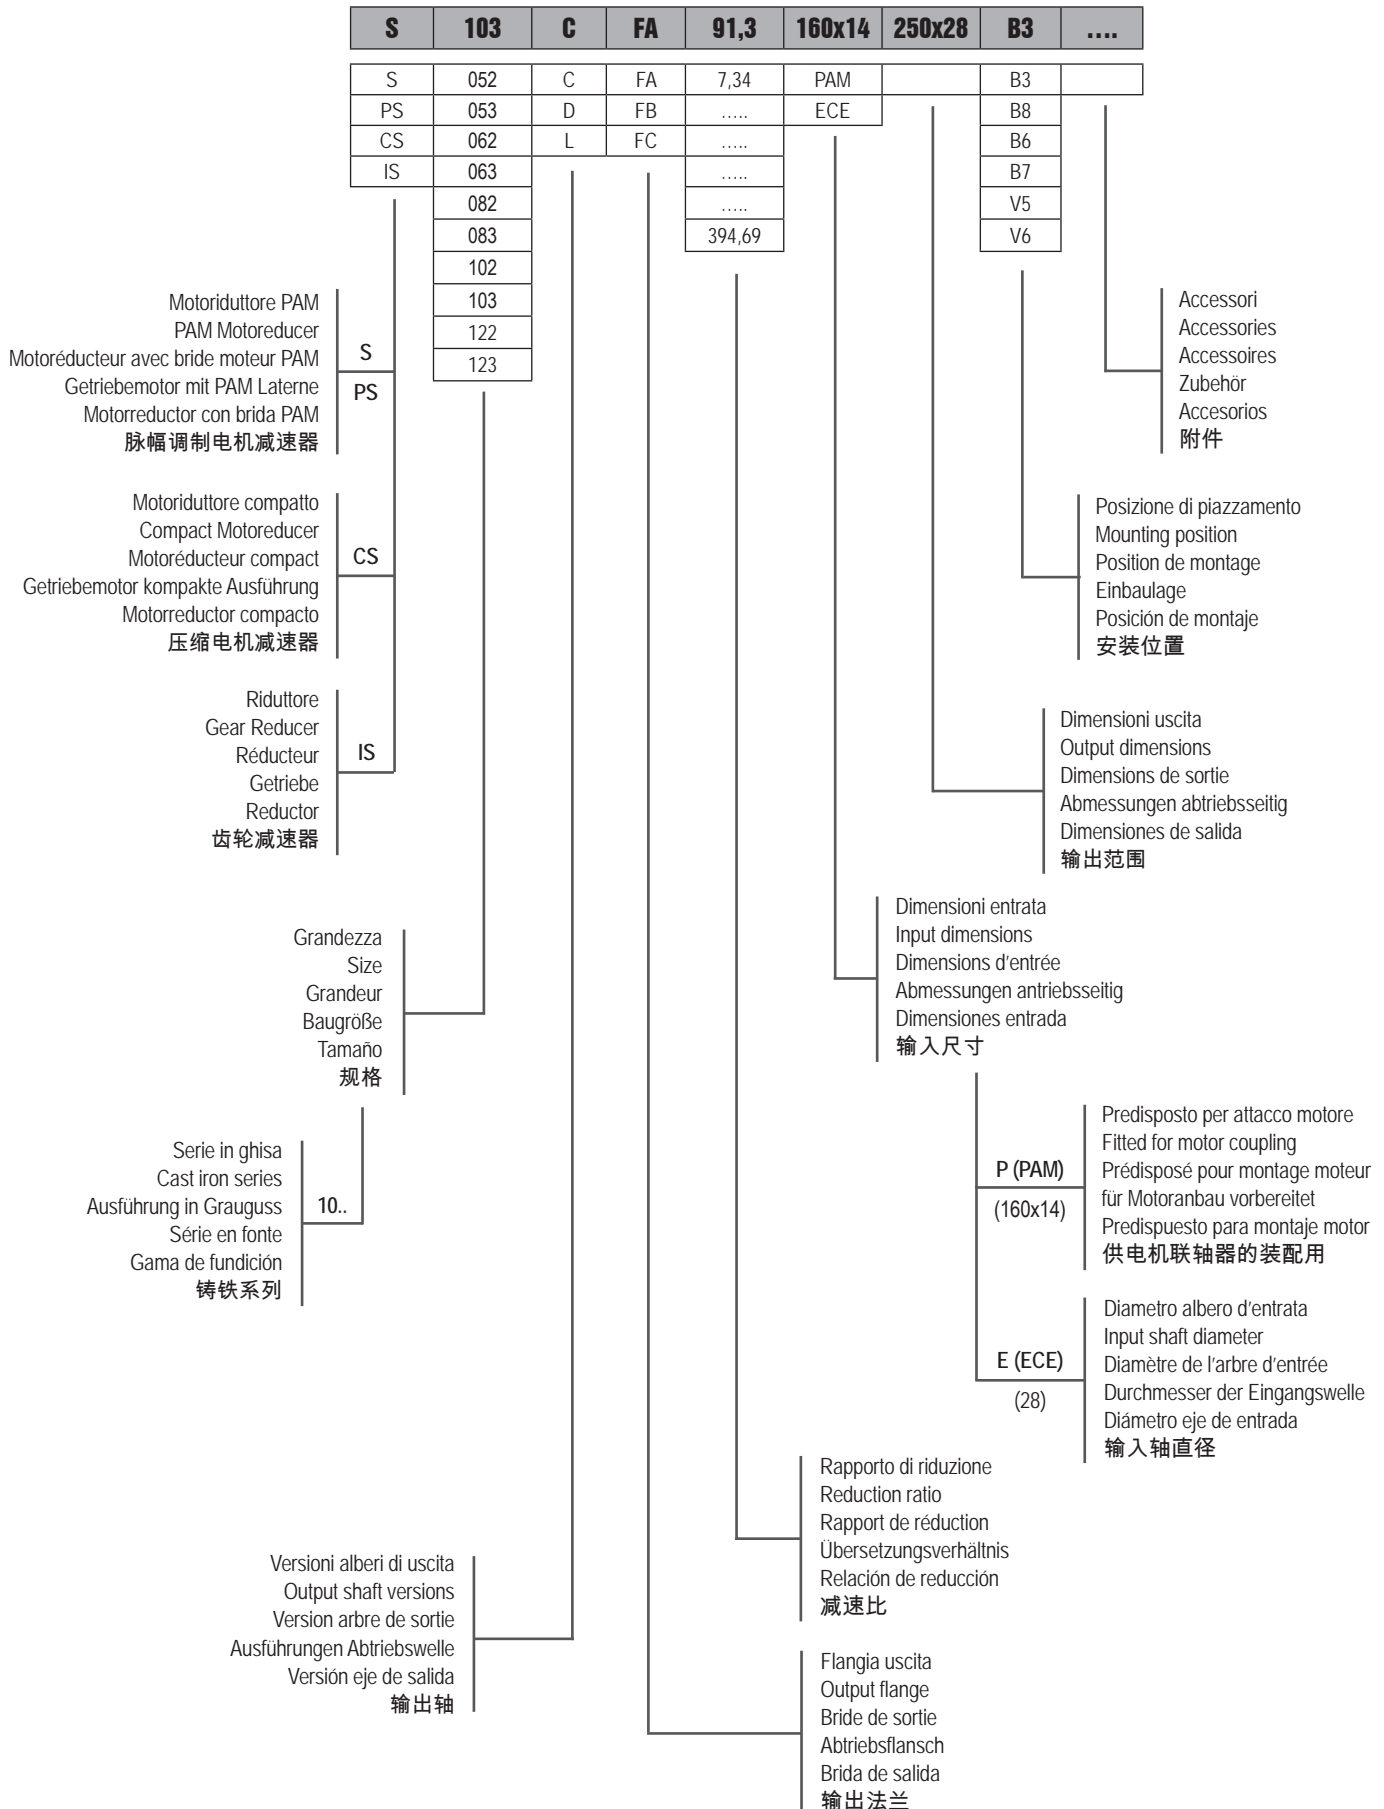 S 103 C FA 91,3 160x14 250x28 B3 ....
S 052 C FA 7,34 PAM B3
PS 053 D FB ..... ECE B8
CS 062 L FC ..... B6
IS 063 ..... B7
082 ..... V5
083 394,69 V6
102
103
122
123
Motoriduttore PAM
PAM Motoreducer
Motoréducteur avec bride moteur PAM
Getriebemotor mit PAM Laterne
Motorreductor con brida PAM
脉幅调制电机减速器
S
PS
Accessori
Accessories
Accessoires
Zubehör
Accesorios
附件
Motoriduttore compatto
Compact Motoreducer
Motoréducteur compact
Getriebemotor kompakte Ausführung
Motorreductor compacto
压缩电机减速器
CS
Posizione di piazzamento
Mounting position
Position de montage
Einbaulage
Posición de montaje
安装位置
Riduttore
Gear Reducer
Réducteur
Getriebe
Reductor
齿轮减速器
IS
Dimensioni uscita
Output dimensions
Dimensions de sortie
Abmessungen abtriebsseitig
Dimensiones de salida
输出范围
Dimensioni entrata
Input dimensions
Dimensions d'entrée
Abmessungen antriebsseitig
Dimensiones entrada
输入尺寸
Grandezza
Size
Grandeur
Baugröße
Tamaño
规格
Serie in ghisa
Cast iron series
Ausführung in Grauguss
Série en fonte
Gama de fundición
铸铁系列
10..
P (PAM)
(160x14)
Predisposto per attacco motore
Fitted for motor coupling
Prédisposé pour montage moteur
für Motoranbau vorbereitet
Predispuesto para montaje motor
供电机联轴器的装配用
E (ECE)
(28)
Diametro albero d'entrata
Input shaft diameter
Diamètre de l'arbre d'entrée
Durchmesser der Eingangswelle
Diámetro eje de entrada
输入轴直径
Rapporto di riduzione
Reduction ratio
Rapport de réduction
Übersetzungsverhältnis
Relación de reducción
减速比
Versioni alberi di uscita
Output shaft versions
Version arbre de sortie
Ausführungen Abtriebswelle
Versión eje de salida
输出轴
Flangia uscita
Output flange
Bride de sortie
Abtriebsflansch
Brida de salida
输出法兰